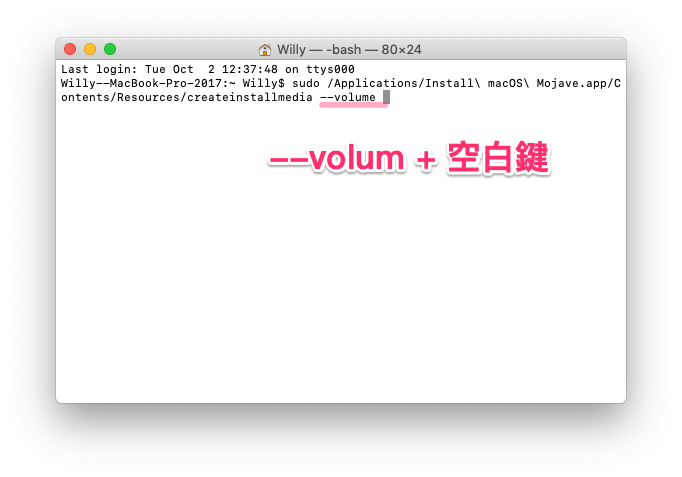 Willy — -bash — 80×24
Last login: Tue Oct  2 12:37:48 on ttys000
Willy--MacBook-Pro-2017:~ Willy$ sudo /Applications/Install\ macOS\ Mojave.app/C
ontents/Resources/createinstallmedia --volume
--volum + 空白鍵